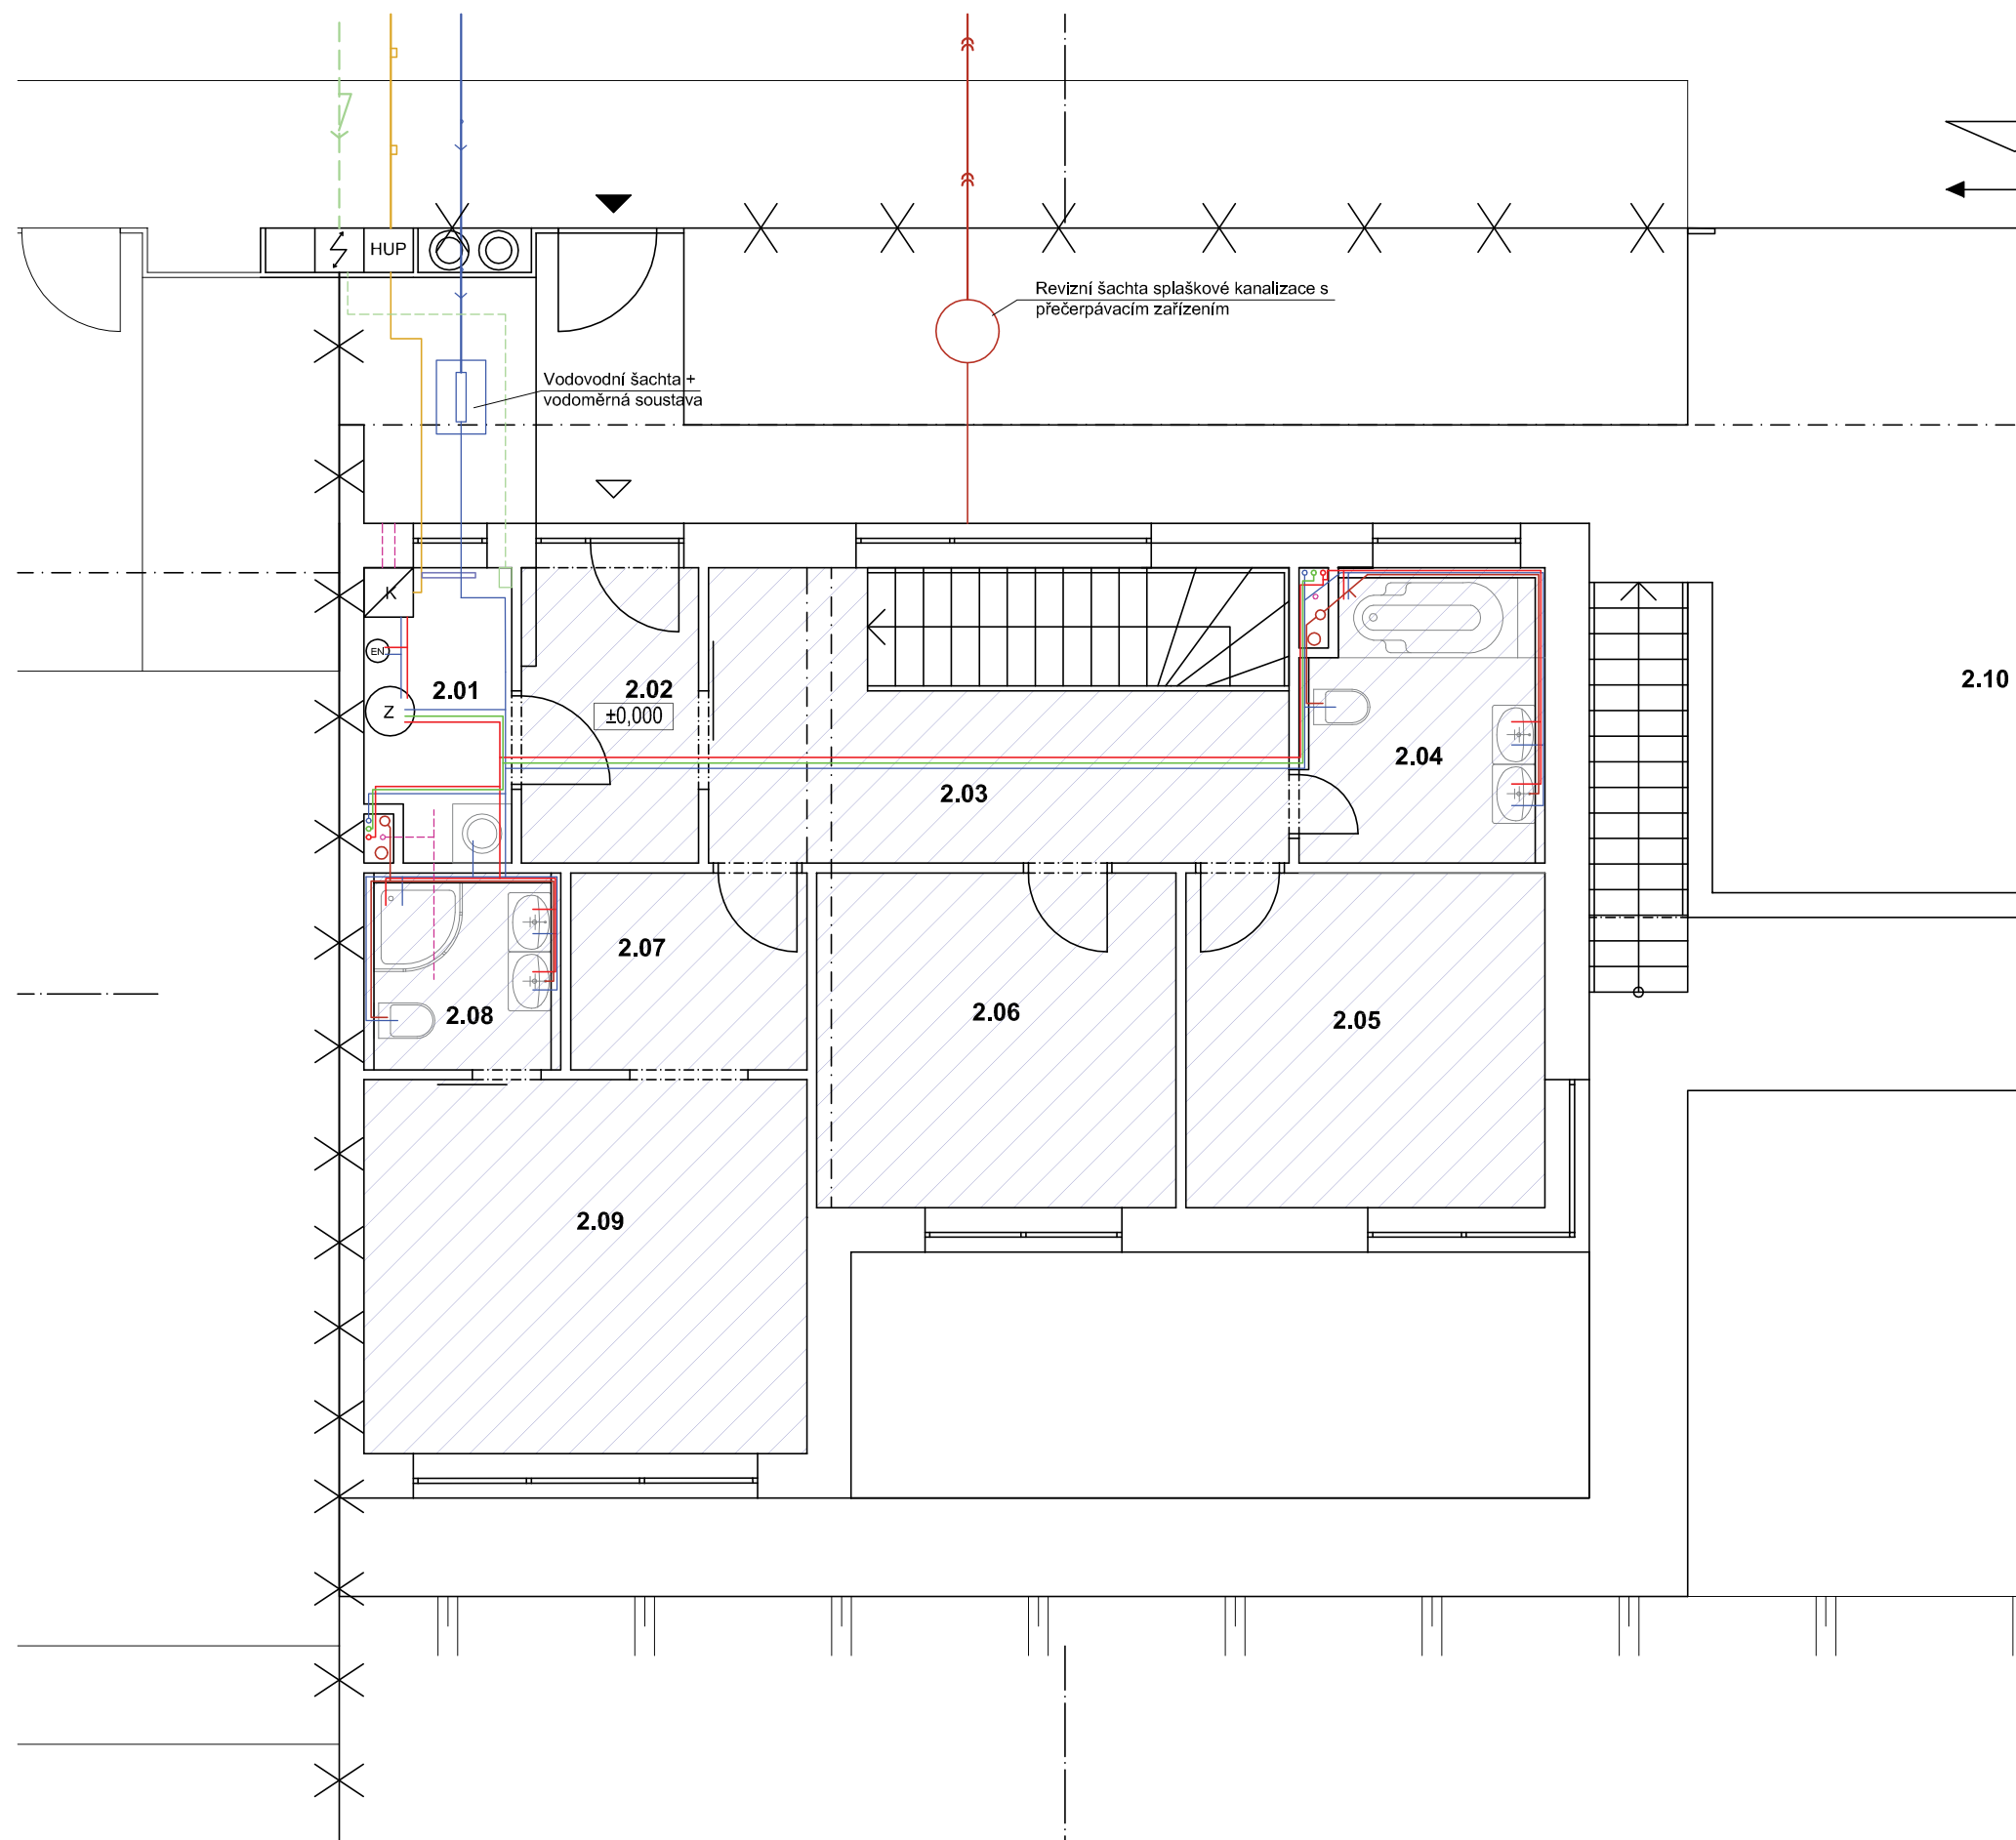 HUP
Revizní šachta splaškové kanalizace s
přečerpávacím zařízením
Vodovodní šachta +
vodoměrná soustava
K
EN
Z
2.01
2.02
±0,000
2.03
2.04
2.10
2.07
2.08
2.06
2.05
2.09